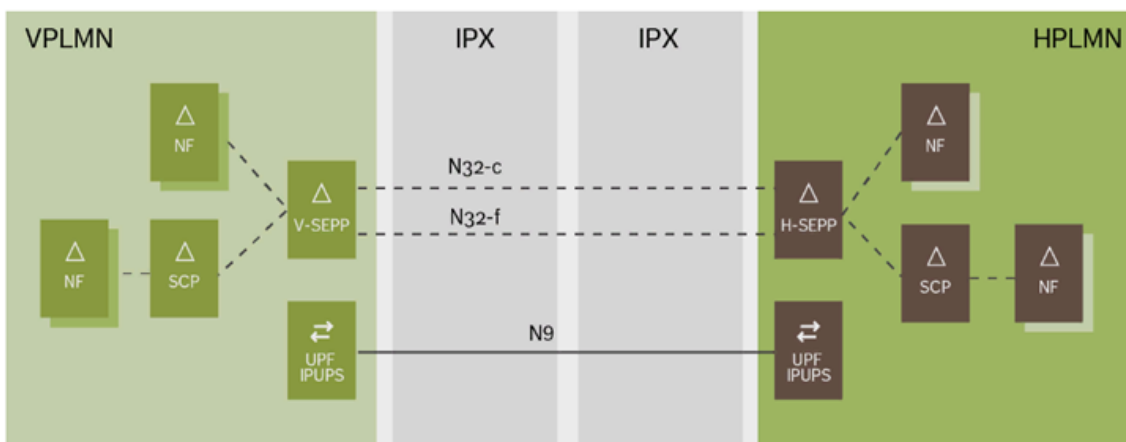 VPLMN
IPX
IPX
HPLMN
NF
NF
N32-c
V-SEPP
H-SEPP
N32-f
NF
SCP
SCP
NF
N9
UPF
IPUPS
UPF
IPUPS